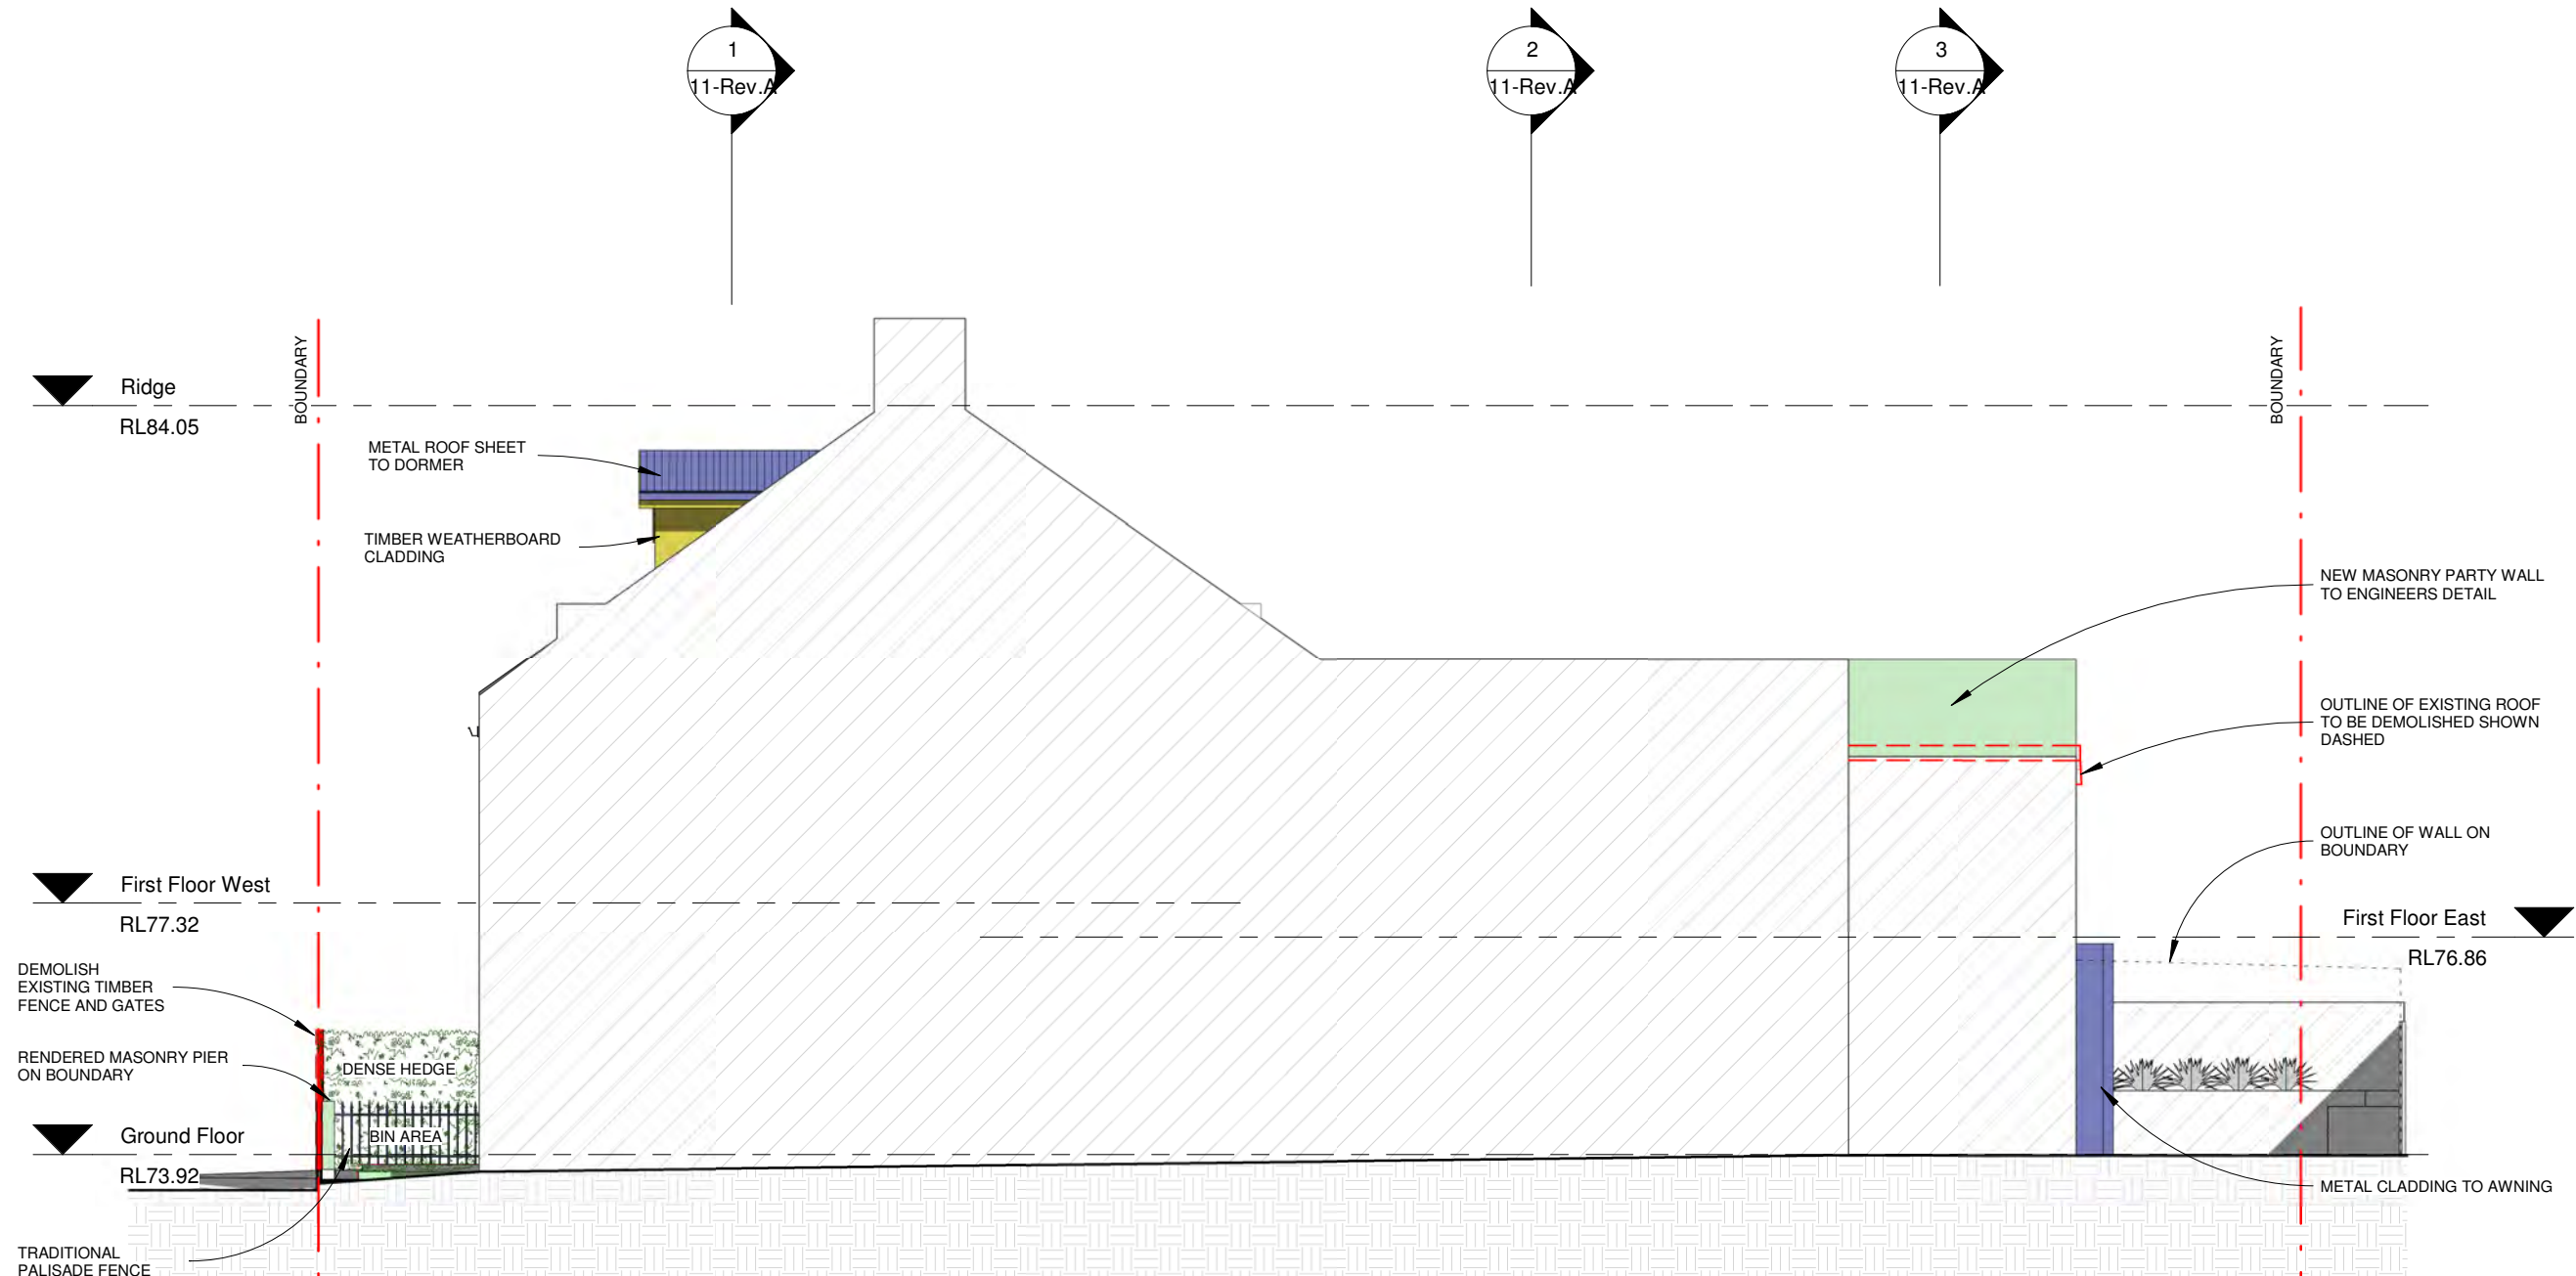 1
11-Rev.A
2
11-Rev.A
3
11-Rev.A
BOUNDARY
BOUNDARY
Ridge
RL84.05
METAL ROOF SHEET
TO DORMER
TIMBER WEATHERBOARD
CLADDING
NEW MASONRY PARTY WALL
TO ENGINEERS DETAIL
OUTLINE OF EXISTING ROOF
TO BE DEMOLISHED SHOWN
DASHED
OUTLINE OF WALL ON
BOUNDARY
First Floor West
RL77.32
First Floor East
RL76.86
DEMOLISH
EXISTING TIMBER
FENCE AND GATES
RENDERED MASONRY PIER
ON BOUNDARY
DENSE HEDGE
BIN AREA
Ground Floor
RL73.92
METAL CLADDING TO AWNING
TRADITIONAL
PALISADE FENCE